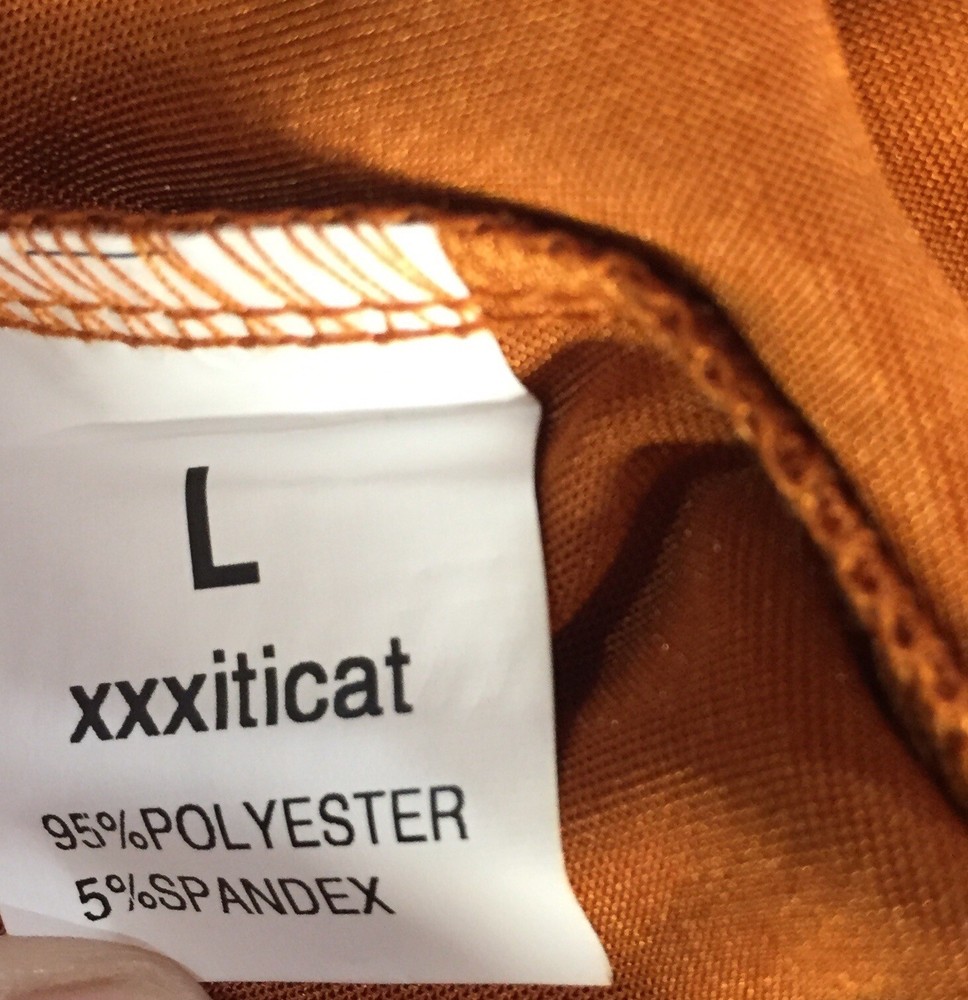 L
xxxiticat
95%POLYESTER
5%SPANDEX